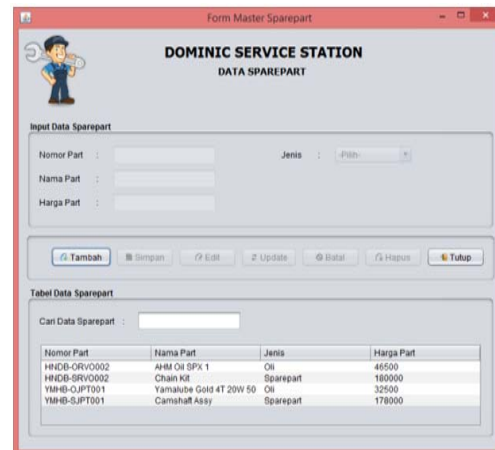 Form Master Sparepart
DOMINIC SERVICE STATION
DATA SPAREPART
Input Data Sparepart
Nomor Part : Jenis : -Pilih-
Nama Part :
Harga Part :
Tambah Simpan Edit Update Batal Hapus Tutup
Tabel Data Sparepart
Cari Data Sparepart :
Nomor Part Nama Part Jenis Harga Part
HNDB-ORVO002 AHM Oil SPX 1 Oli 46500
HNDB-SRVO002 Chain Kit Sparepart 180000
YMHB-OJPT001 Yamalube Gold 4T 20W 50 Oli 32500
YMHB-SJPT001 Camshaft Assy Sparepart 178000